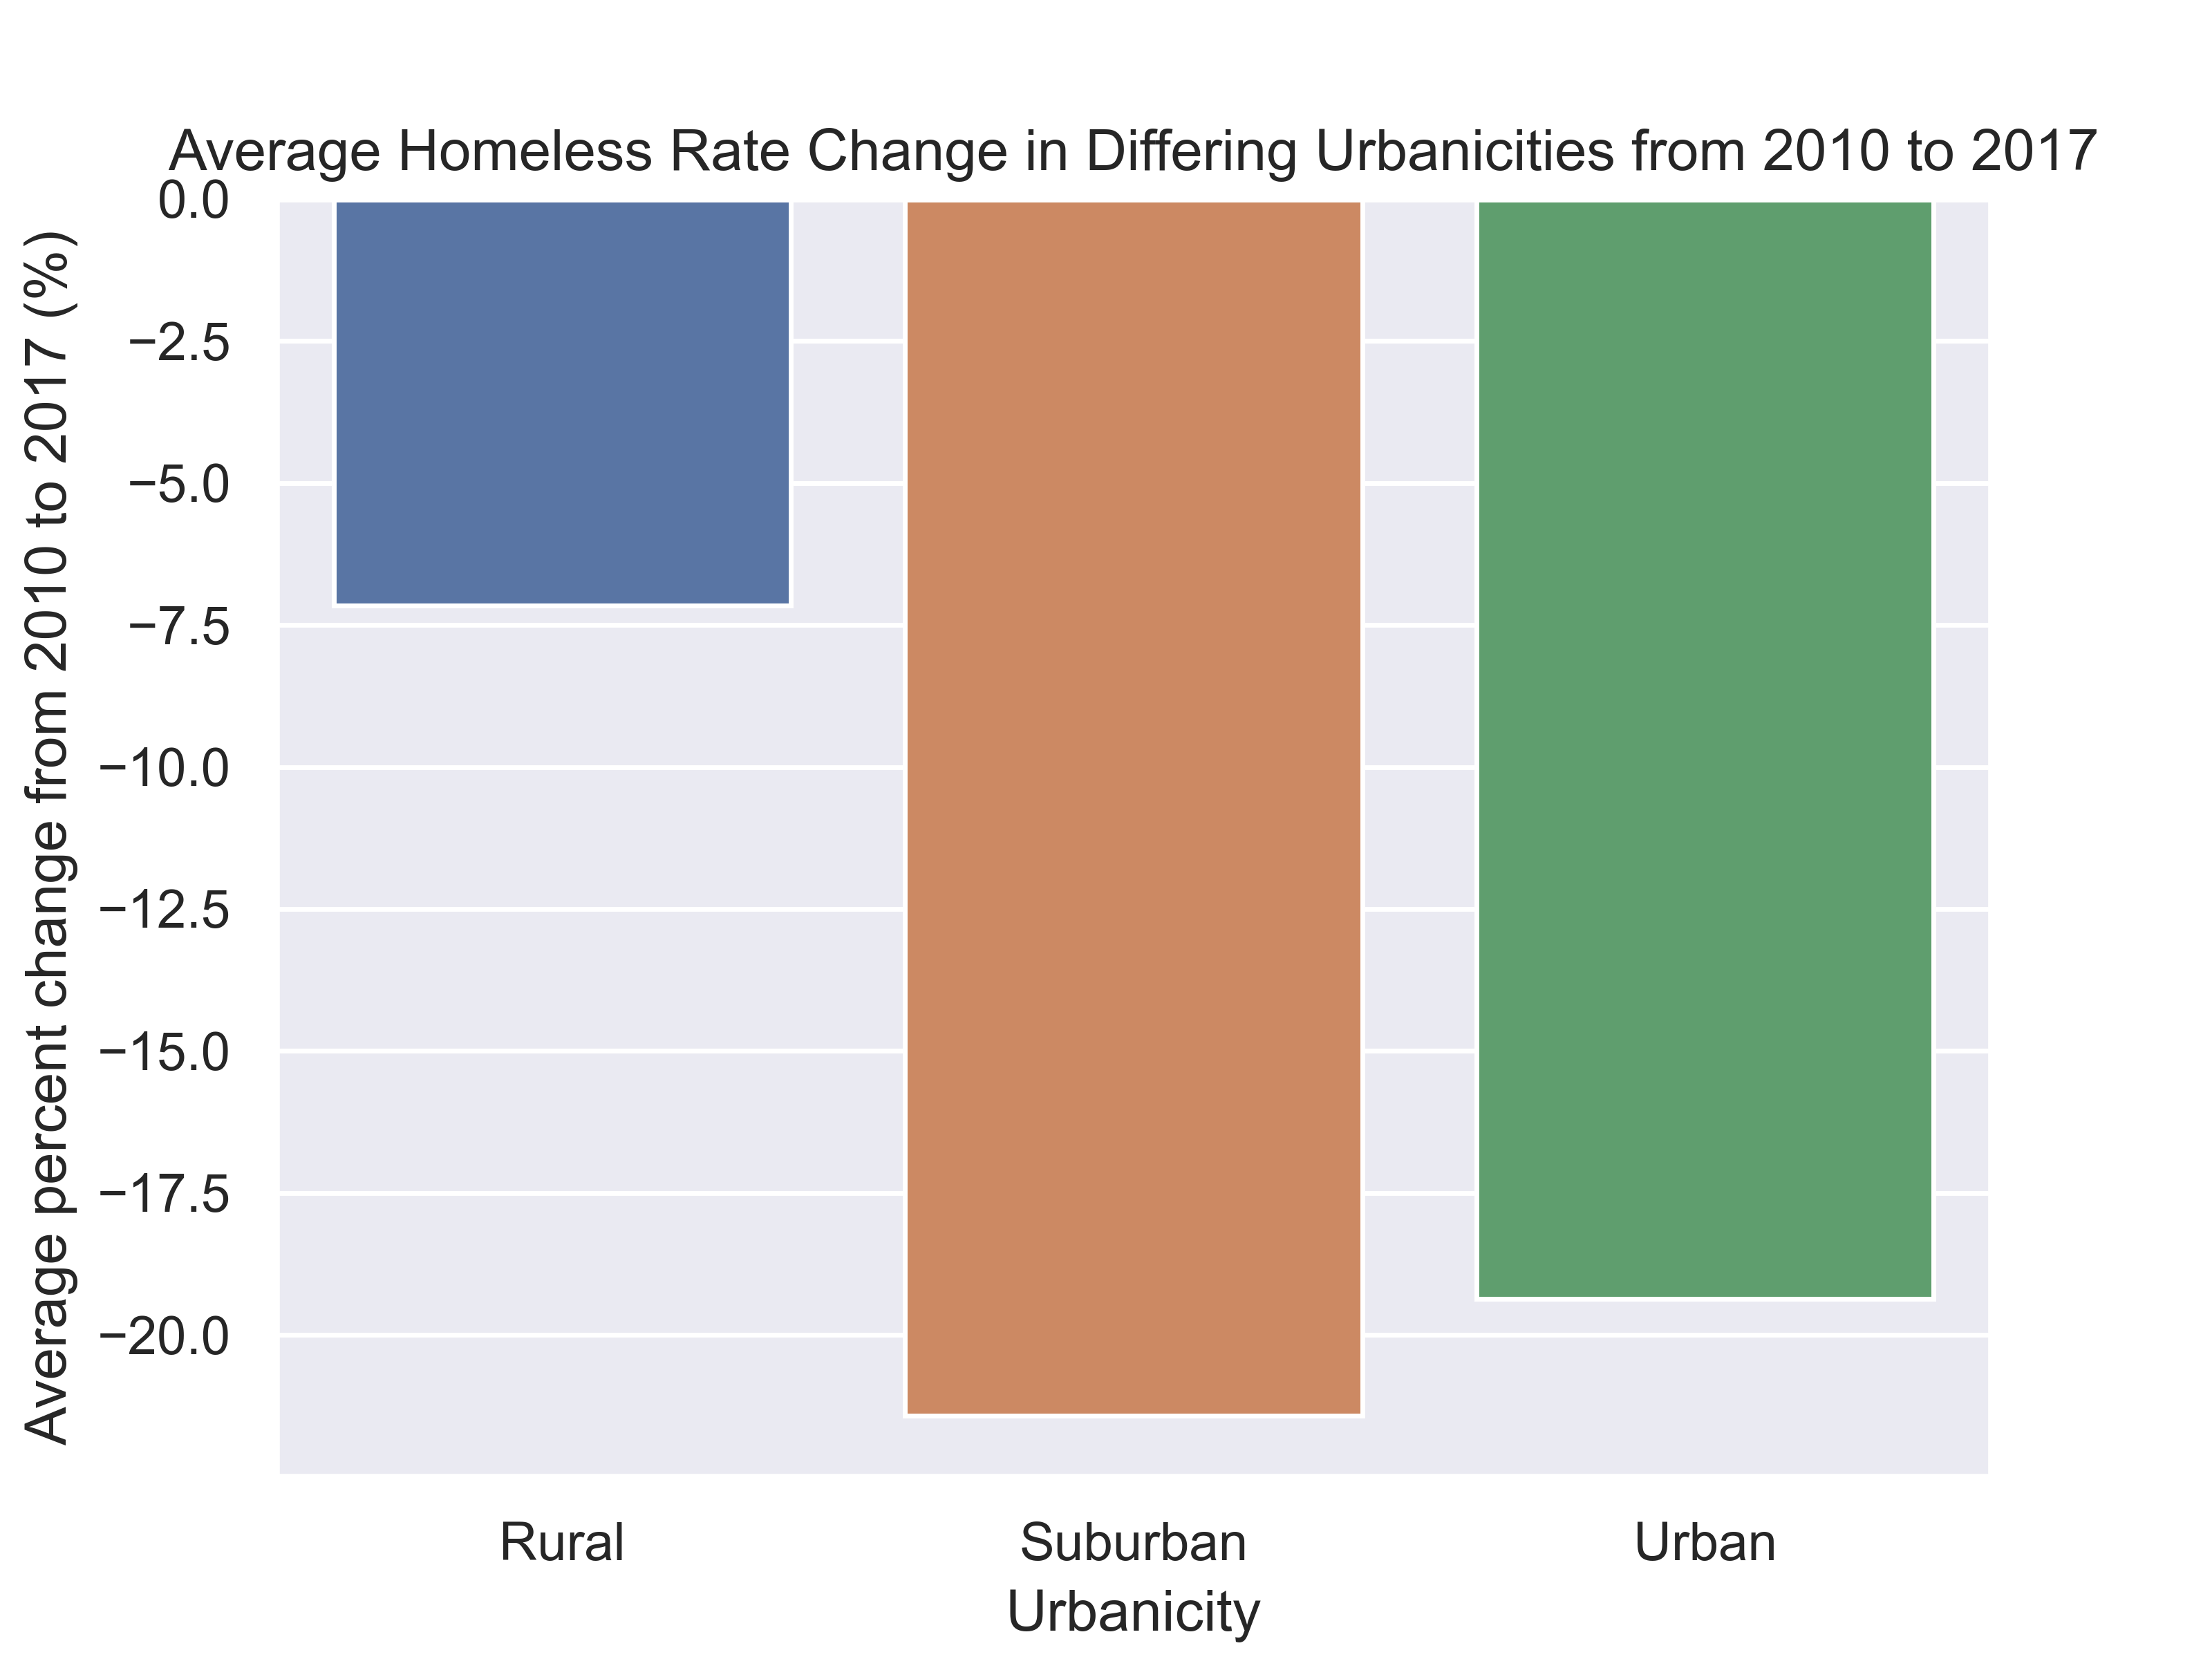 Average Homeless Rate Change in Differing Urbanicities from 2010 to 2017
Average percent change from 2010 to 2017 (%)
0.0
−2.5
−5.0
−7.5
−10.0
−12.5
−15.0
−17.5
−20.0
Rural
Suburban
Urban
Urbanicity